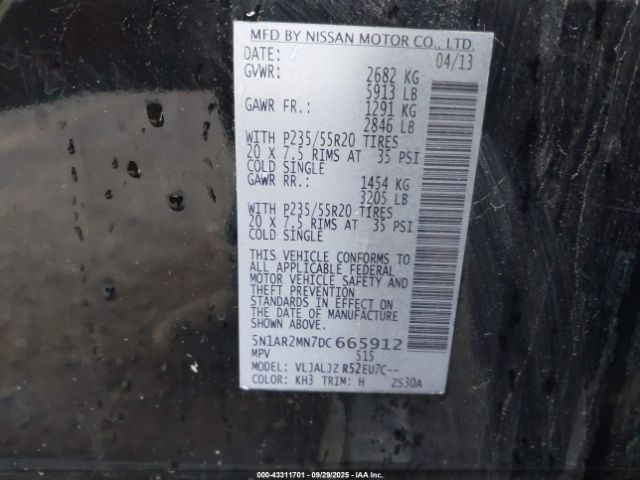 MFD BY NISSAN MOTOR CO., LTD.
DATE: 04/13
GVWR: 2682 KG
5913 LB
GAWR FR.: 1291 KG
2846 LB
WITH P235/55R20 TIRES
20 X 7.5 RIMS AT 35 PSI
COLD SINGLE
GAWR RR.: 1454 KG
3205 LB
WITH P235/55R20 TIRES
20 X 7.5 RIMS AT 35 PSI
COLD SINGLE
THIS VEHICLE CONFORMS TO
ALL APPLICABLE FEDERAL
MOTOR VEHICLE SAFETY AND
THEFT PREVENTION
STANDARDS IN EFFECT ON
THE DATE OF MANUFACTURE
SHOWN ABOVE.
5N1AR2MN7DC665912
MPV 515
MODEL: VLJALJZ R52EU7C--
COLOR: KH3 TRIM: H ZS30A
000-43311701 - 09/29/2025 - IAA Inc.